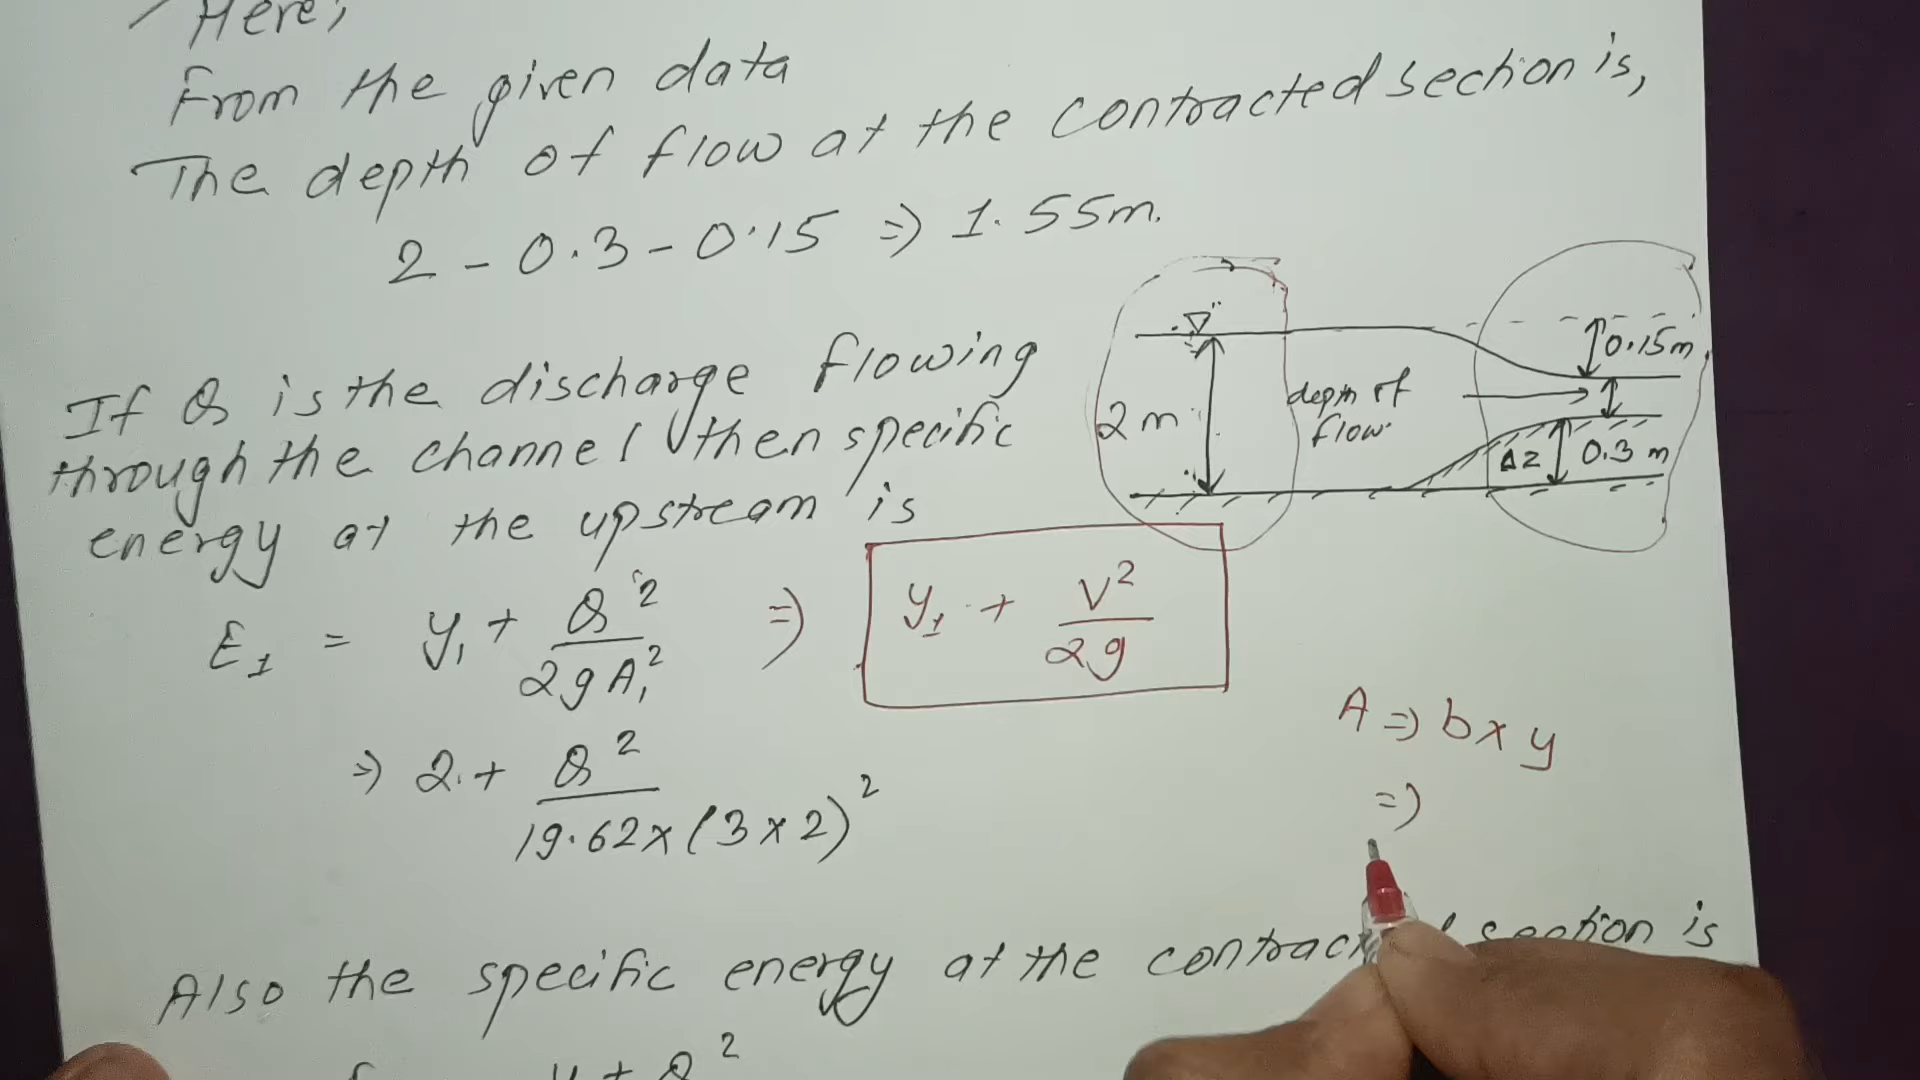 Here,
From the given data
The depth of flow at the contracted section is,
2 - 0.3 - 0.15 => 1.55m.
0.15m
2m
depth of
flow
Δz 0.3 m
If Q is the discharge flowing
through the channel then specific
energy at the upstream is
E1 = y1 + Q²/2gA1² => y1 + V²/2g
A => b x y
=>
=> 2 + Q²/19.62 x (3 x 2)²
Also the specific energy at the contracted section is
y + Q²